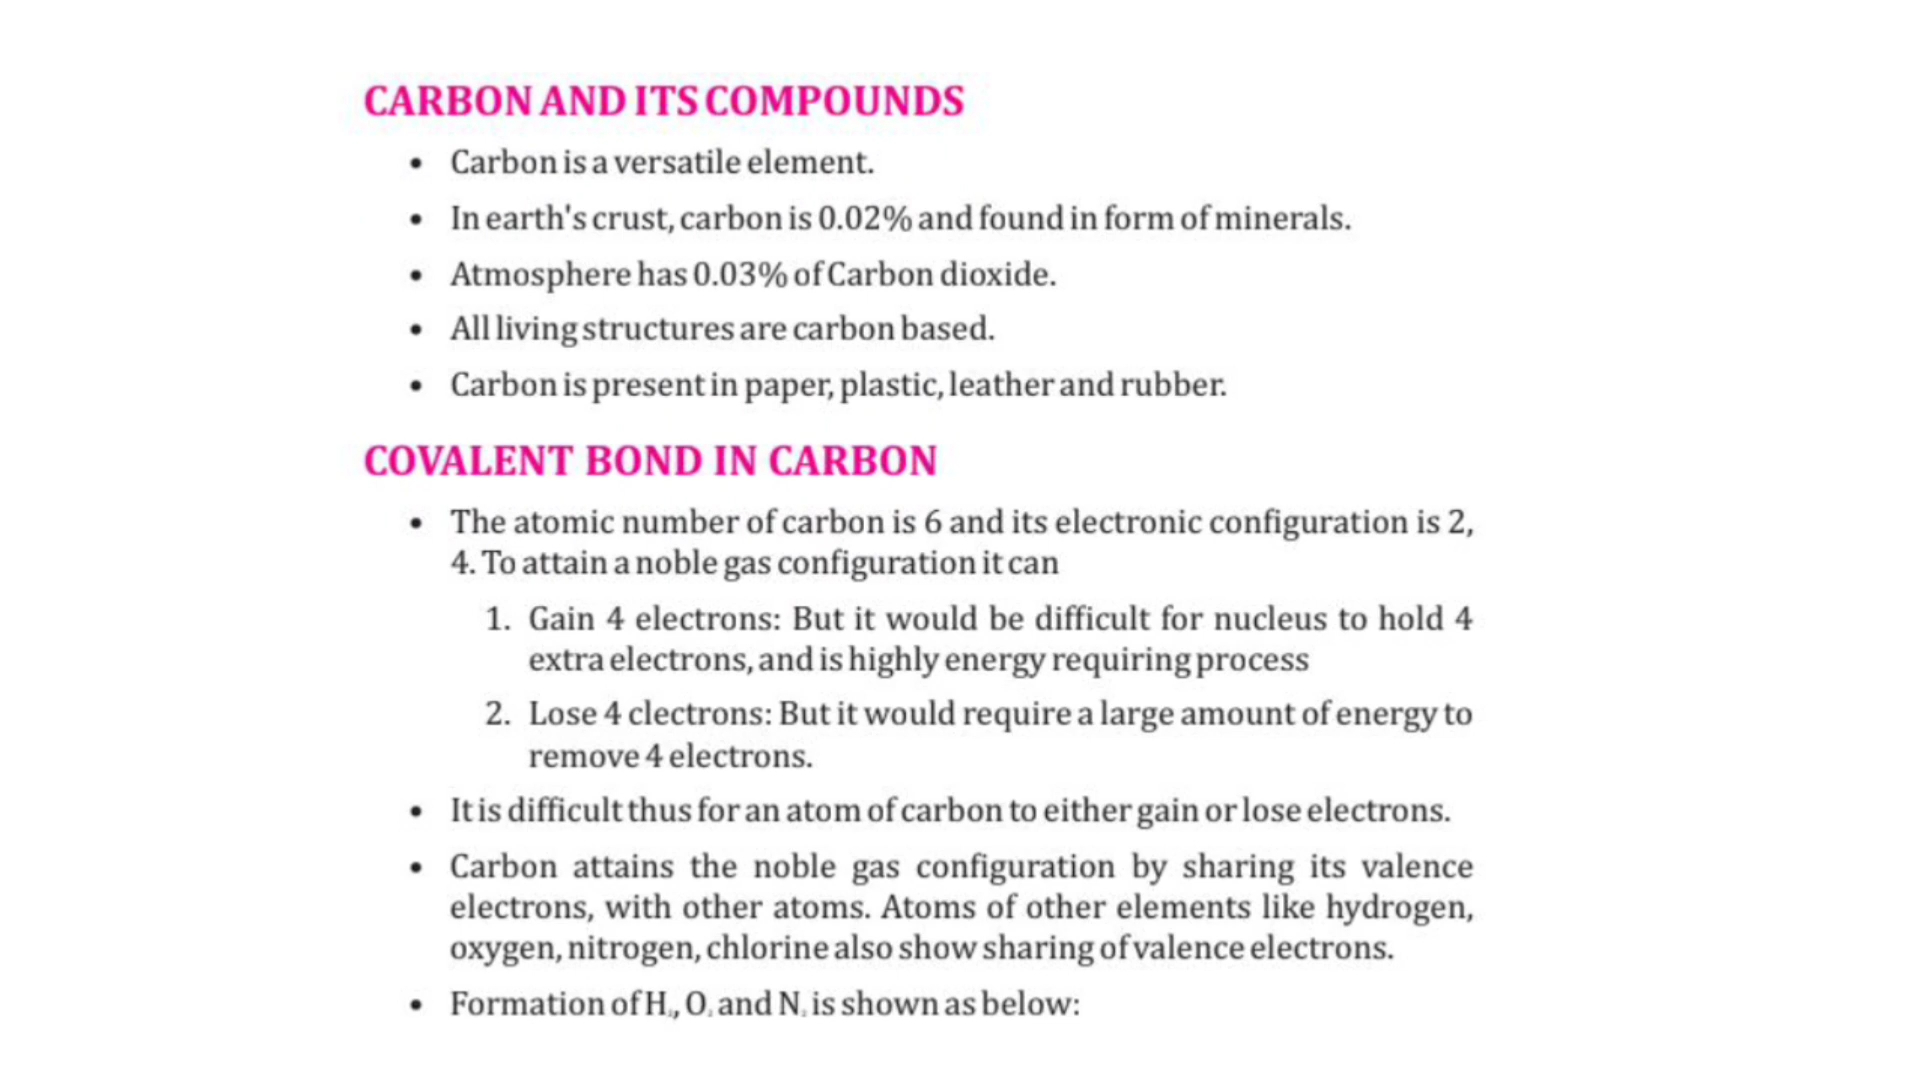 CARBON AND ITS COMPOUNDS
• Carbon is a versatile element.
• In earth's crust, carbon is 0.02% and found in form of minerals.
• Atmosphere has 0.03% of Carbon dioxide.
• All living structures are carbon based.
• Carbon is present in paper, plastic, leather and rubber.
COVALENT BOND IN CARBON
• The atomic number of carbon is 6 and its electronic configuration is 2,
4. To attain a noble gas configuration it can
1. Gain 4 electrons: But it would be difficult for nucleus to hold 4
extra electrons, and is highly energy requiring process
2. Lose 4 clectrons: But it would require a large amount of energy to
remove 4 electrons.
• It is difficult thus for an atom of carbon to either gain or lose electrons.
• Carbon attains the noble gas configuration by sharing its valence
electrons, with other atoms. Atoms of other elements like hydrogen,
oxygen, nitrogen, chlorine also show sharing of valence electrons.
• Formation of H₂, O₂ and N₂ is shown as below: